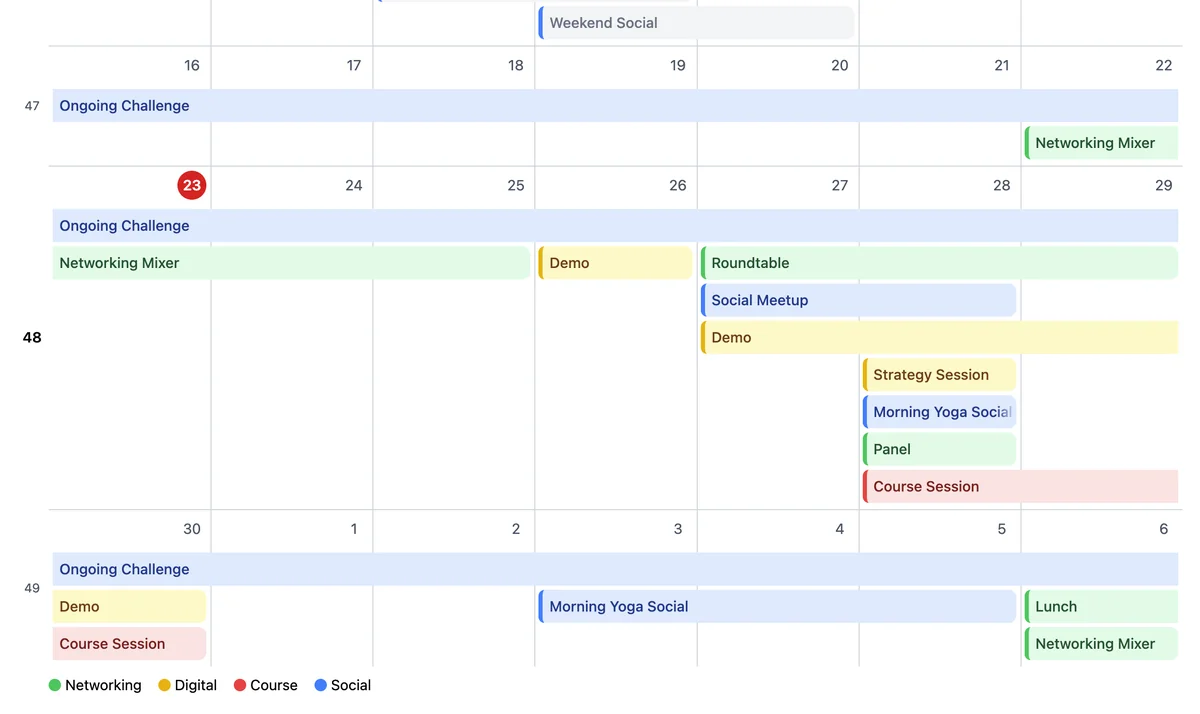 Weekend Social
16 17 18 19 20 21 22
47
Ongoing Challenge
Networking Mixer
23 24 25 26 27 28 29
Ongoing Challenge
Networking Mixer Demo Roundtable
Social Meetup
48 Demo
Strategy Session
Morning Yoga Social
Panel
Course Session
30 1 2 3 4 5 6
Ongoing Challenge
49
Demo Morning Yoga Social Lunch
Course Session Networking Mixer
Networking Digital Course Social